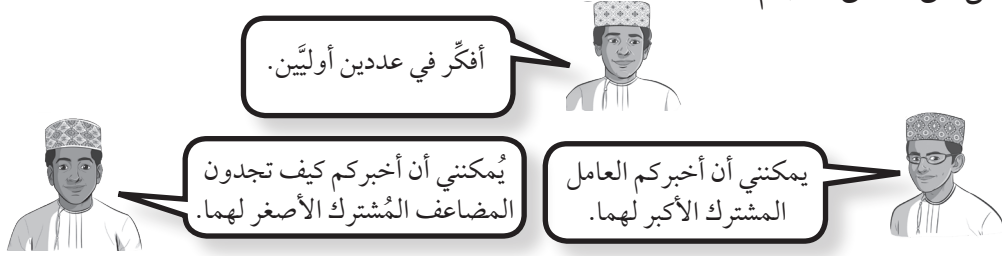 أفكِّر في عددين أوليَّين.
يمكنني أن أخبركم العامل
المشترك الأكبر لهما.
يُمكنني أن أخبركم كيف تجدون
المضاعف المُشترك الأصغر لهما.